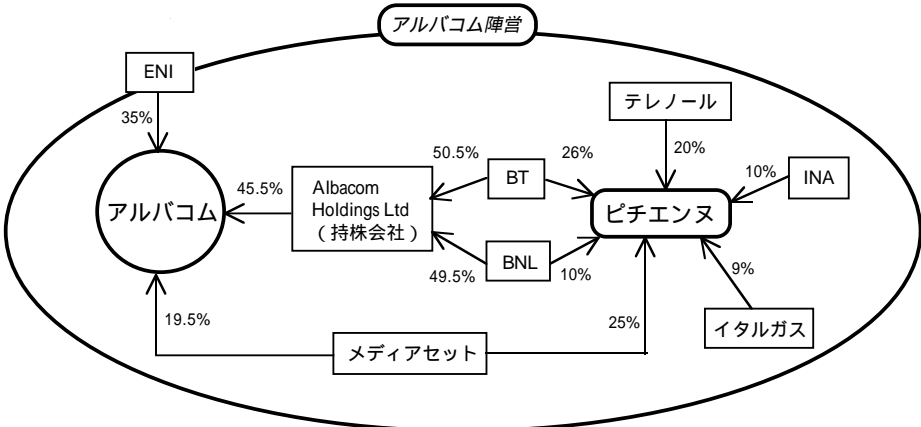 アルバコム陣営
ENI
35%
テレノール
20%
50.5%
BT
26%
10%
INA
45.5%
Albacom
Holdings Ltd
（持株会社）
アルバコム
ピチエンヌ
49.5%
BNL
10%
9%
イタルガス
19.5%
25%
メディアセット